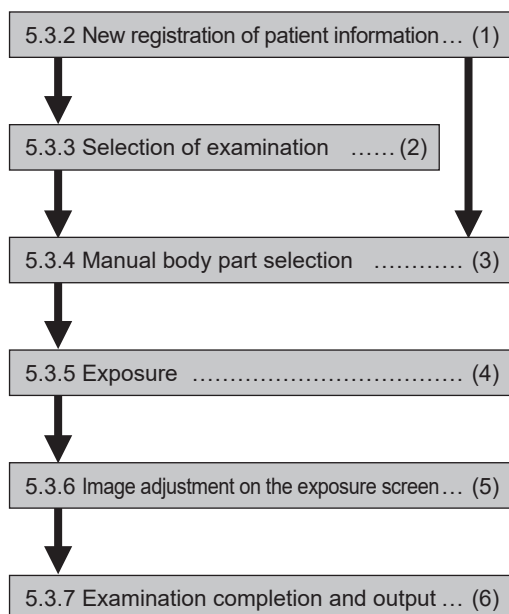 5.3.2 New registration of patient information... (1)
5.3.3 Selection of examination ...... (2)
5.3.4 Manual body part selection ............ (3)
5.3.5 Exposure .................................... (4)
5.3.6 Image adjustment on the exposure screen... (5)
5.3.7 Examination completion and output ... (6)